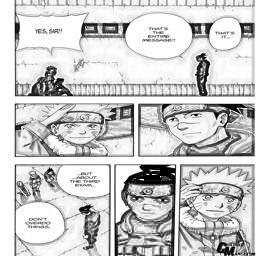 THAT'S
IT...
THAT'S
THE
ENTIRE
MESSAGE!!
YES, SIR!!
...BUT
ABOUT
THE THIRD
EXAM...
DON'T
OVERDO
THINGS.